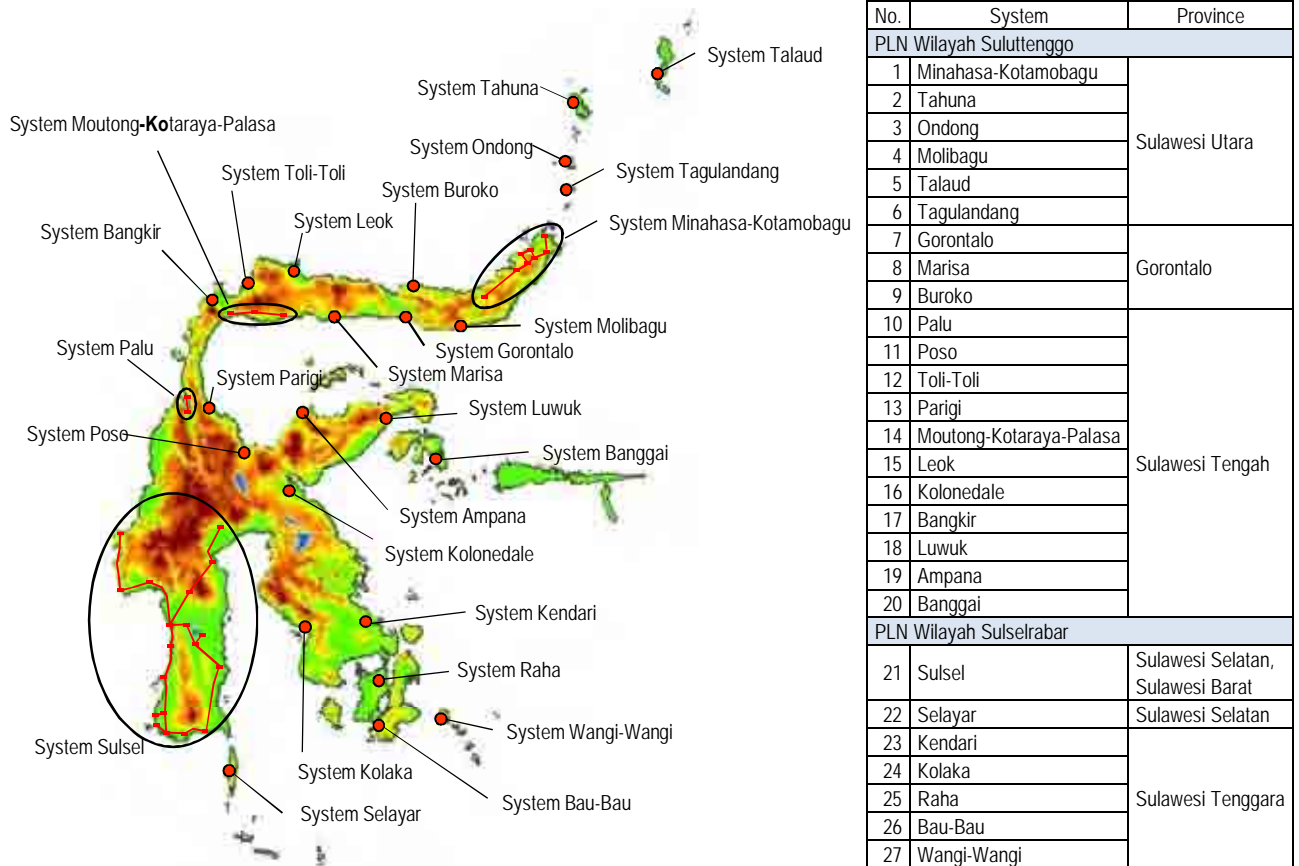 System Talaud
System Tahuna
System Moutong-Kotaraya-Palasa
System Ondong
System Toli-Toli
System Tagulandang
System Buroko
System Leok
System Minahasa-Kotamobagu
System Bangkir
System Molibagu
System Palu
System Gorontalo
System Parigi
System Marisa
System Luwuk
System Poso
System Banggai
System Ampana
System Kolonedale
System Kendari
System Raha
System Wangi-Wangi
System Sulsel
System Kolaka
System Bau-Bau
System Selayar
No. System Province
PLN Wilayah Suluttenggo
1 Minahasa-Kotamobagu
2 Tahuna
3 Ondong
Sulawesi Utara
4 Molibagu
5 Talaud
6 Tagulandang
7 Gorontalo
8 Marisa Gorontalo
9 Buroko
10 Palu
11 Poso
12 Toli-Toli
13 Parigi
14 Moutong-Kotaraya-Palasa
15 Leok Sulawesi Tengah
16 Kolonedale
17 Bangkir
18 Luwuk
19 Ampana
20 Banggai
PLN Wilayah Sulselrabar
21 Sulsel Sulawesi Selatan,
Sulawesi Barat
22 Selayar Sulawesi Selatan
23 Kendari
24 Kolaka
25 Raha Sulawesi Tenggara
26 Bau-Bau
27 Wangi-Wangi